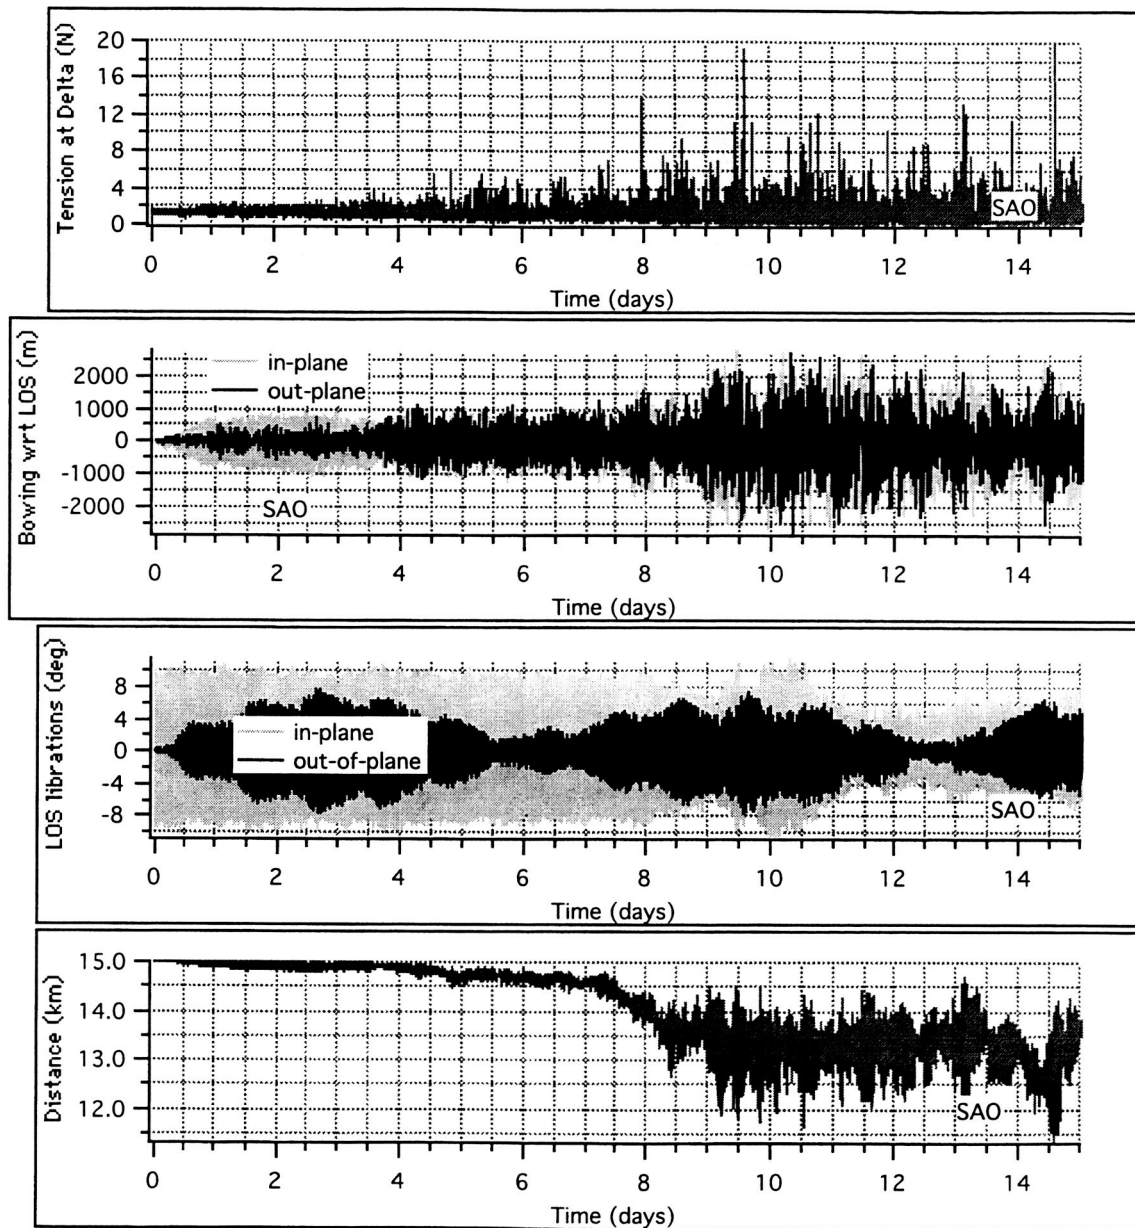 Tension at Delta (N)
20
16
12
8
4
0
SAO
0 2 4 6 8 10 12 14
Time (days)
Bowing wrt LOS (m)
in-plane
out-plane
2000
1000
0
-1000
-2000
SAO
0 2 4 6 8 10 12 14
Time (days)
LOS librations (deg)
8
4
0
-4
-8
in-plane
out-of-plane
SAO
0 2 4 6 8 10 12 14
Time (days)
Distance (km)
15.0
14.0
13.0
12.0
SAO
0 2 4 6 8 10 12 14
Time (days)